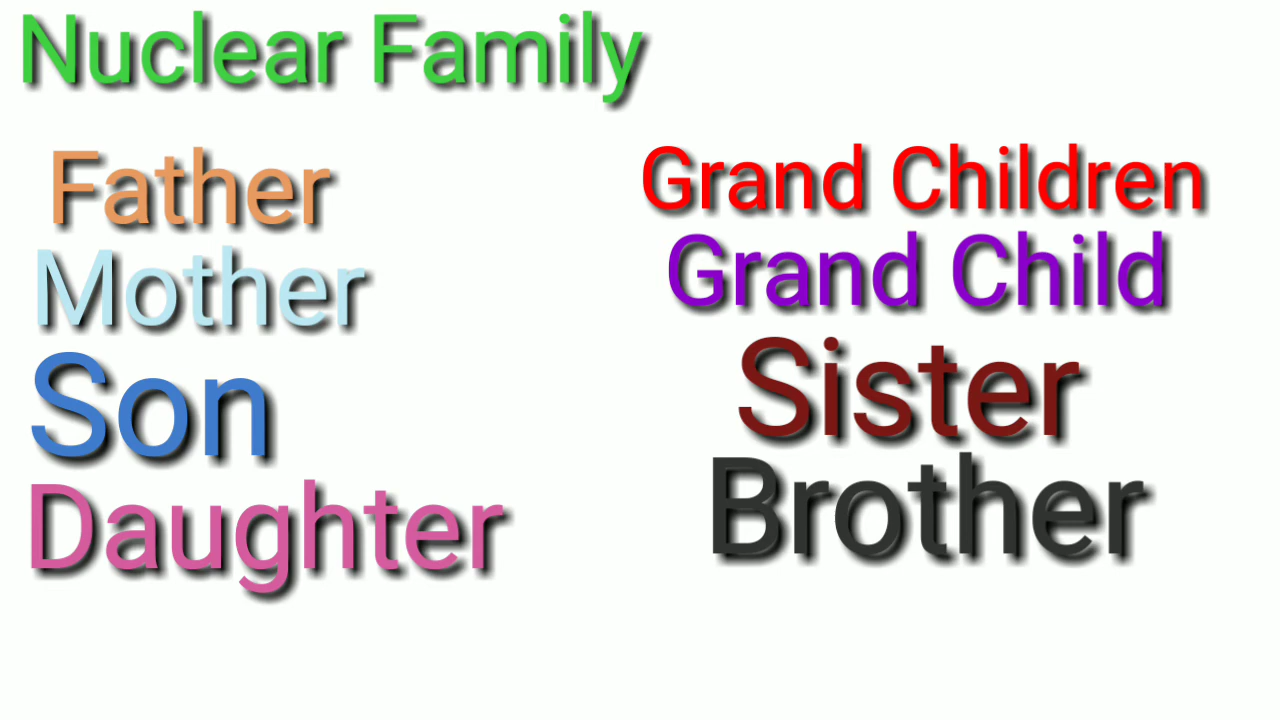 Nuclear Family
Father
Mother
Son
Daughter
Grand Children
Grand Child
Sister
Brother